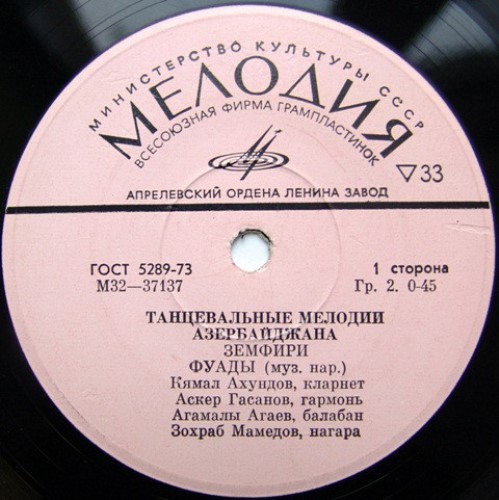 МИНИСТЕРСТВО КУЛЬТУРЫ СССР
МЕЛОДИЯ
ВСЕСОЮЗНАЯ ФИРМА ГРАМПЛАСТИНОК
▽33
АПРЕЛЕВСКИЙ ОРДЕНА ЛЕНИНА ЗАВОД
ГОСТ 5289-73
1 сторона
М32—37137
Гр. 2. 0-45
ТАНЦЕВАЛЬНЫЕ МЕЛОДИИ
АЗЕРБАЙДЖАНА
ЗЕМФИРИ
ФУАДЫ (муз. нар.)
Кямал Ахундов, кларнет
Аскер Гасанов, гармонь
Агамалы Агаев, балабан
Зохраб Мамедов, нагара